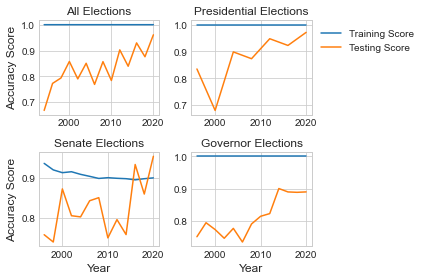 All Elections
Presidential Elections
Accuracy Score
1.0
0.9
0.8
0.7
2000
2010
2020
1.0
0.9
0.8
0.7
2000
2010
2020
Training Score
Testing Score
Senate Elections
Governor Elections
Accuracy Score
0.9
0.8
2000
2010
2020
Year
1.0
0.9
0.8
2000
2010
2020
Year